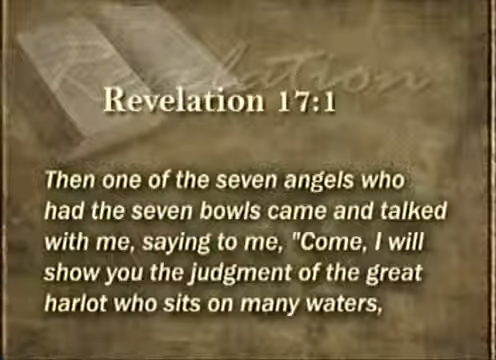 Revelation
Revelation 17:1
Then one of the seven angels who
had the seven bowls came and talked
with me, saying to me, "Come, I will
show you the judgment of the great
harlot who sits on many waters,